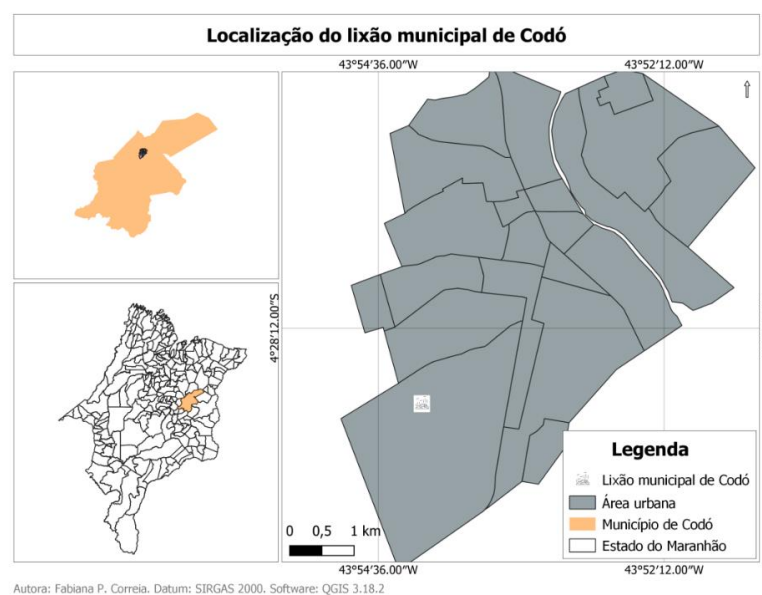 Localização do lixão municipal de Codó
43°54'36.00"W
43°52'12.00"W
4°28'12.00"S
Legenda
Lixão municipal de Codó
Área urbana
Município de Codó
Estado do Maranhão
0 0,5 1 km
43°54'36.00"W
43°52'12.00"W
Autora: Fabiana P. Correia. Datum: SIRGAS 2000. Software: QGIS 3.18.2